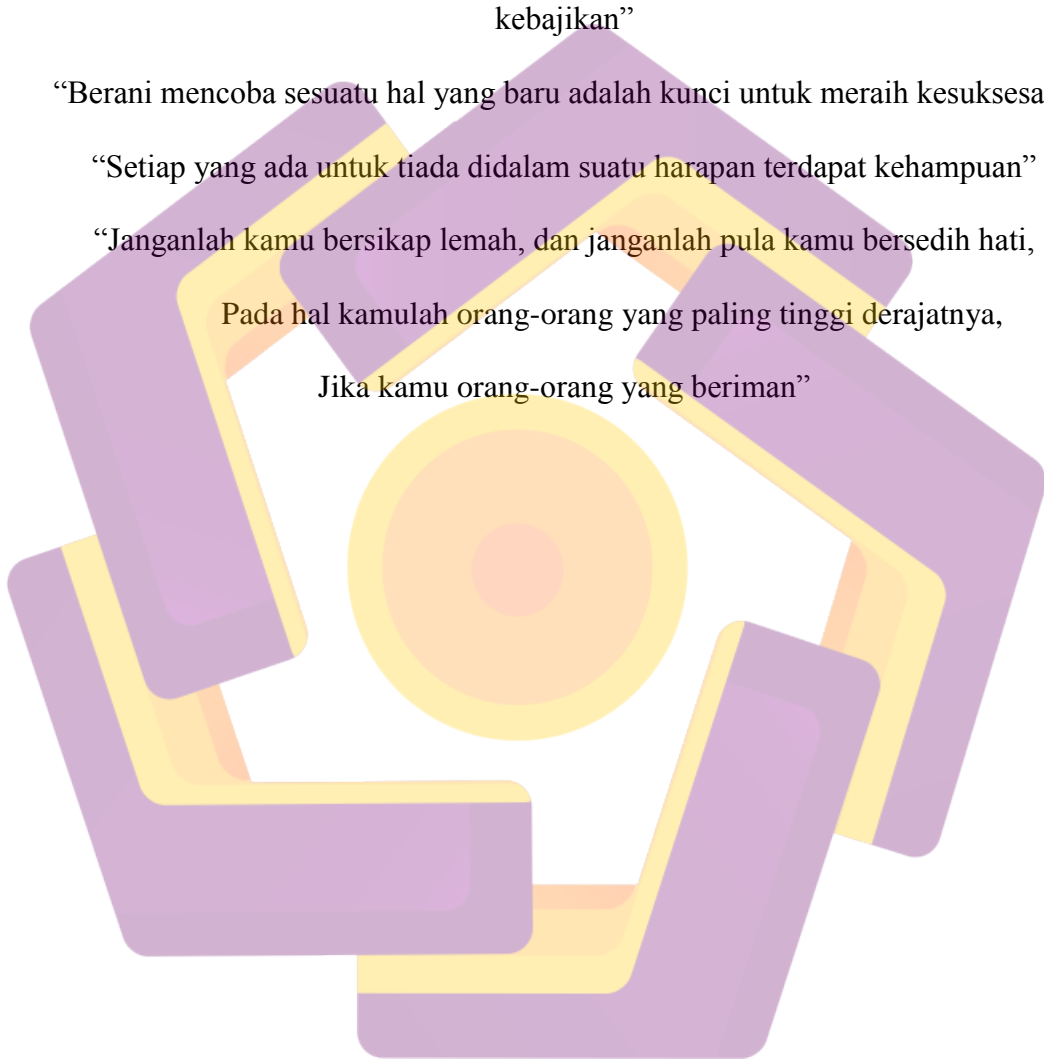 kebajikan”
“Berani mencoba sesuatu hal yang baru adalah kunci untuk meraih kesuksesa
“Setiap yang ada untuk tiada didalam suatu harapan terdapat kehampuan”
“Janganlah kamu bersikap lemah, dan janganlah pula kamu bersedih hati,
Pada hal kamulah orang-orang yang paling tinggi derajatnya,
Jika kamu orang-orang yang beriman”